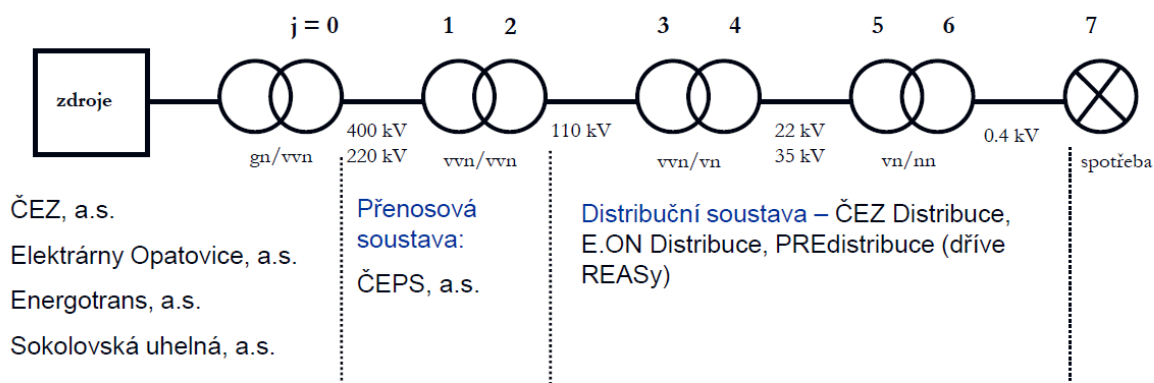 j = 0 1 2 3 4 5 6 7
zdroje
400 kV
220 kV
110 kV
22 kV
35 kV
0.4 kV
gn/vvn
vvn/vvn
vvn/vn
vn/nn
spotřeba
ČEZ, a.s.
Elektrárny Opatovice, a.s.
Energotrans, a.s.
Sokolovská uhelná, a.s.
Přenosová
soustava:
ČEPS, a.s.
Distribuční soustava – ČEZ Distribuce,
E.ON Distribuce, PREdistribuce (dříve
REASy)